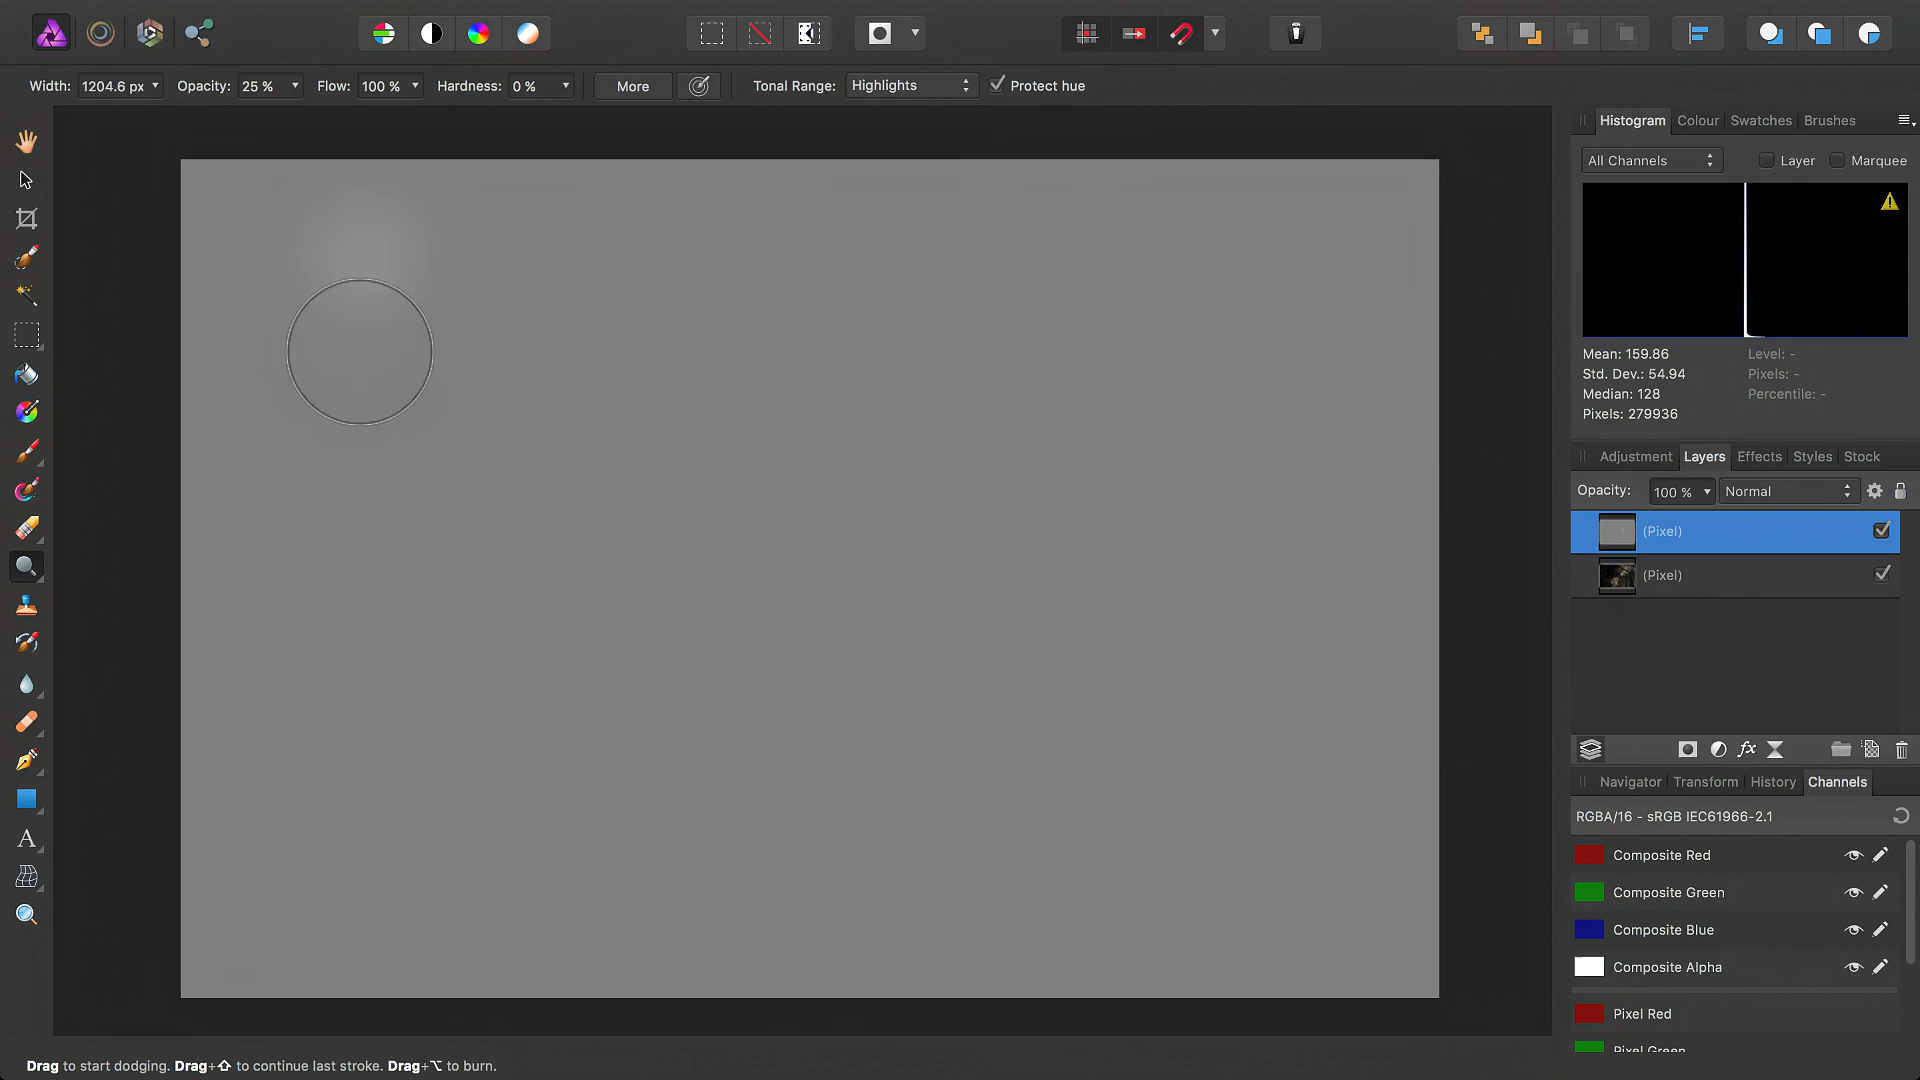 Width: 1204.6 px Opacity: 25 % Flow: 100 % Hardness: 0 % More Tonal Range: Highlights Protect hue
Histogram Colour Swatches Brushes
All Channels Layer Marquee
Mean: 159.86 Level: -
Std. Dev.: 54.94 Pixels: -
Median: 128 Percentile: -
Pixels: 279936
Adjustment Layers Effects Styles Stock
Opacity: 100 % Normal
(Pixel)
(Pixel)
fx
Navigator Transform History Channels
RGBA/16 - sRGB IEC61966-2.1
Composite Red
Composite Green
Composite Blue
Composite Alpha
Pixel Red
Pixel Green
Drag to start dodging. Drag+⇧ to continue last stroke. Drag+⌥ to burn.